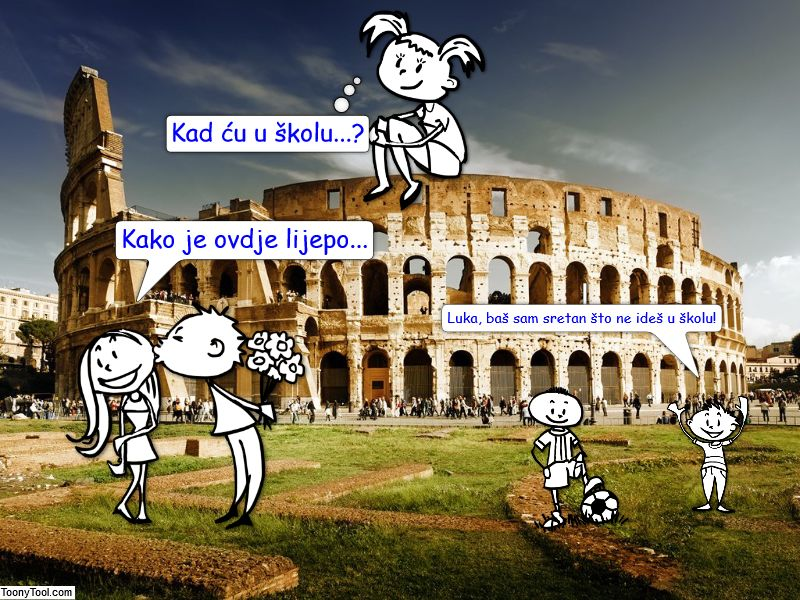 Kad ću u školu...?
Kako je ovdje lijepo...
Luka, baš sam sretan što ne ideš u školu!
ToonyTool.com